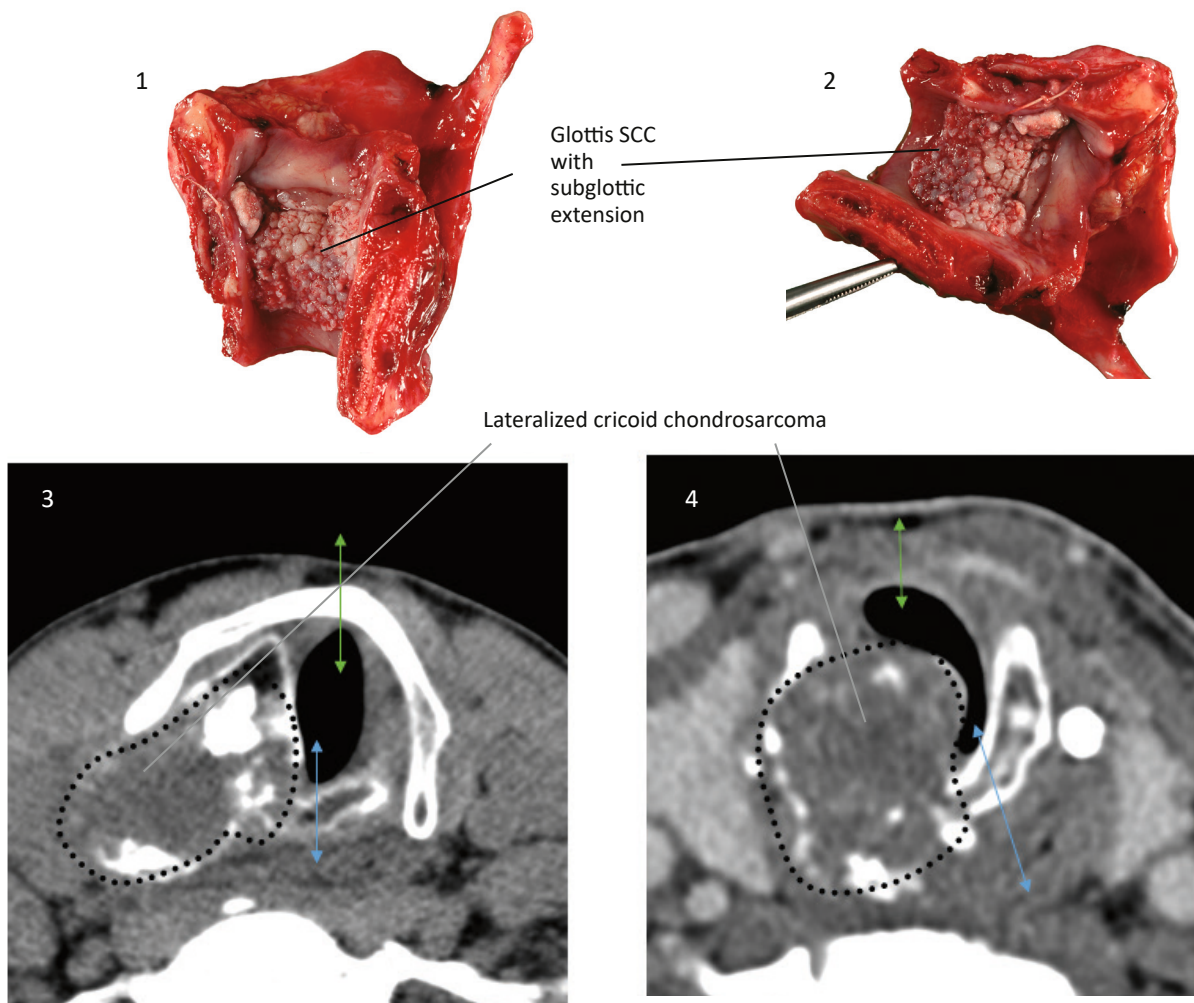 1
2
Glottis SCC
with
subglottic
extension
Lateralized cricoid chondrosarcoma
3
4